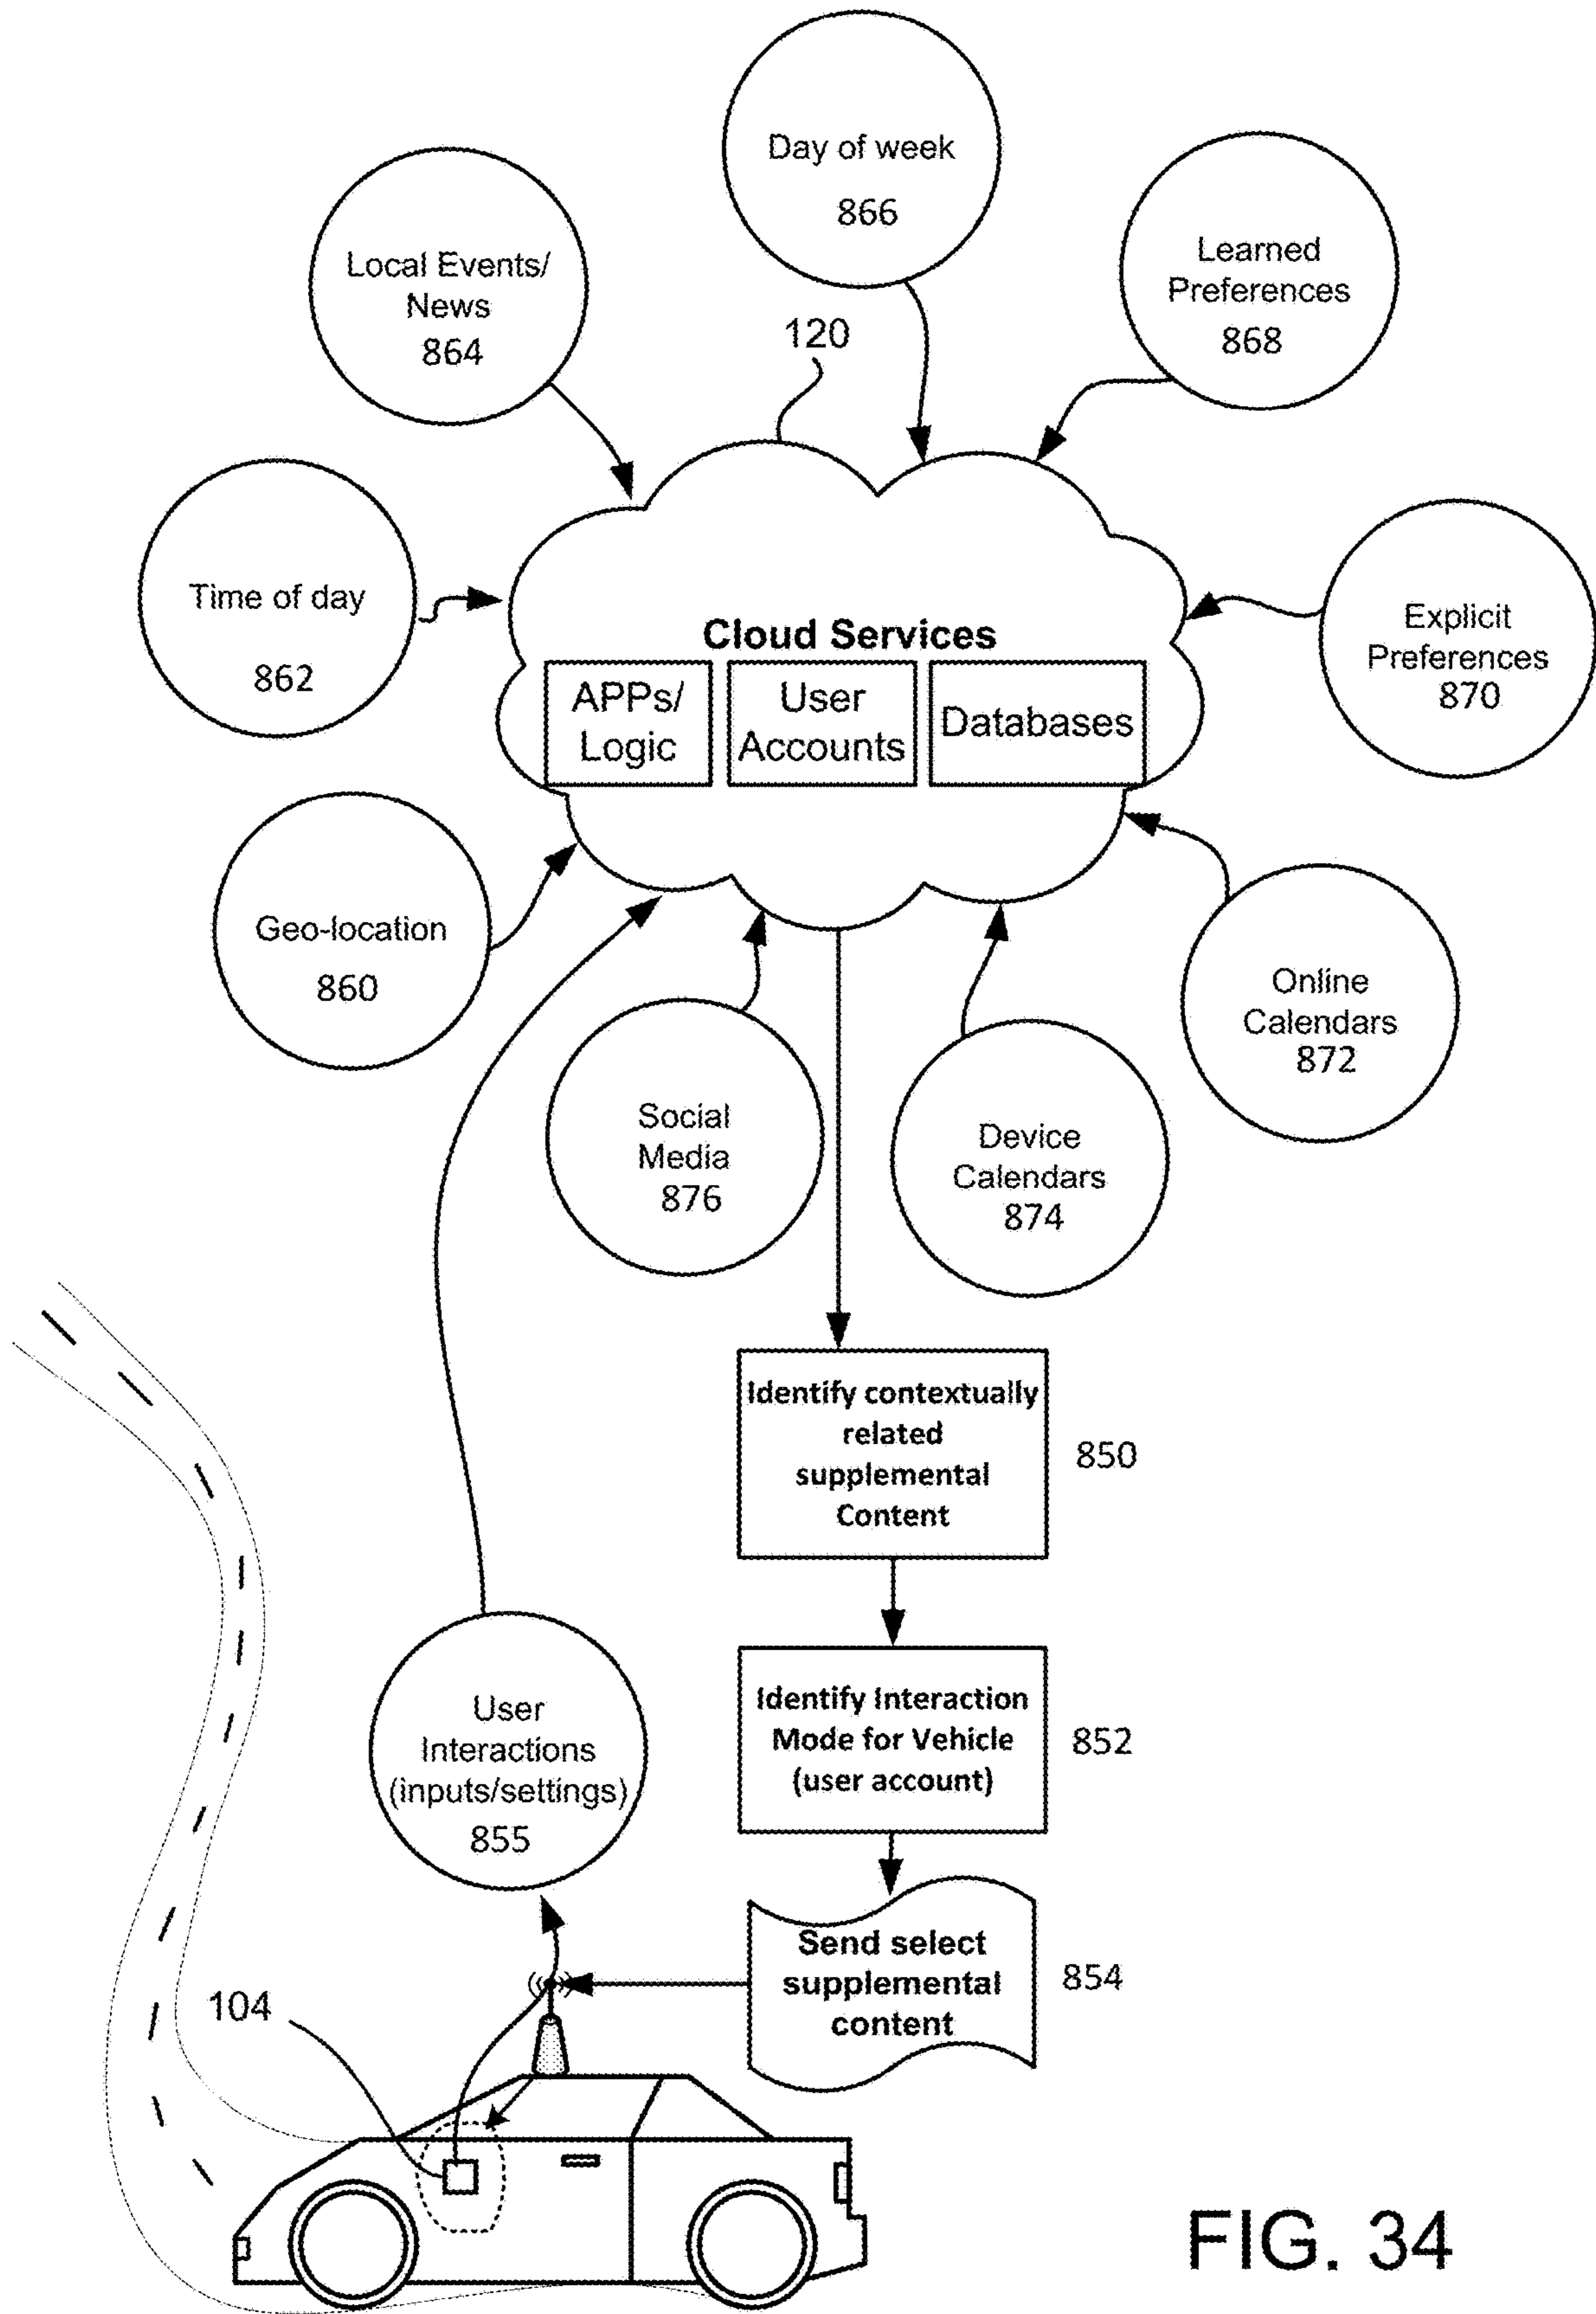 Day of week
866
Local Events/
News
864
120
Learned
Preferences
868
Time of day
862
Cloud Services
APPs/
Logic
User
Accounts
Databases
Explicit
Preferences
870
Geo-location
860
Social
Media
876
Device
Calendars
874
Online
Calendars
872
Identify contextually
related
supplemental
Content
850
Identify Interaction
Mode for Vehicle
(user account)
852
User
Interactions
(inputs/settings)
855
Send select
supplemental
content
854
104
FIG. 34